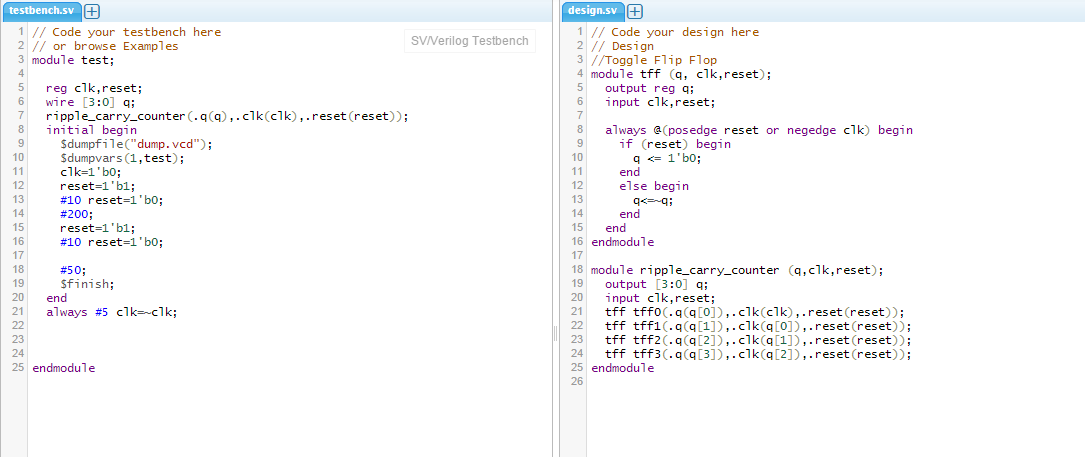 testbench.sv +
SV/Verilog Testbench
1 // Code your testbench here
2 // or browse Examples
3 module test;
4
5   reg clk,reset;
6   wire [3:0] q;
7   ripple_carry_counter(.q(q),.clk(clk),.reset(reset));
8   initial begin
9     $dumpfile("dump.vcd");
10     $dumpvars(1,test);
11     clk=1'b0;
12     reset=1'b1;
13     #10 reset=1'b0;
14     #200;
15     reset=1'b1;
16     #10 reset=1'b0;
17
18     #50;
19     $finish;
20   end
21   always #5 clk=~clk;
22
23
24
25 endmodule
design.sv +
1 // Code your design here
2 // Design
3 //Toggle Flip Flop
4 module tff (q, clk,reset);
5   output reg q;
6   input clk,reset;
7
8   always @(posedge reset or negedge clk) begin
9     if (reset) begin
10       q <= 1'b0;
11     end
12     else begin
13       q<=~q;
14     end
15   end
16 endmodule
17
18 module ripple_carry_counter (q,clk,reset);
19   output [3:0] q;
20   input clk,reset;
21   tff tff0(.q(q[0]),.clk(clk),.reset(reset));
22   tff tff1(.q(q[1]),.clk(q[0]),.reset(reset));
23   tff tff2(.q(q[2]),.clk(q[1]),.reset(reset));
24   tff tff3(.q(q[3]),.clk(q[2]),.reset(reset));
25 endmodule
26